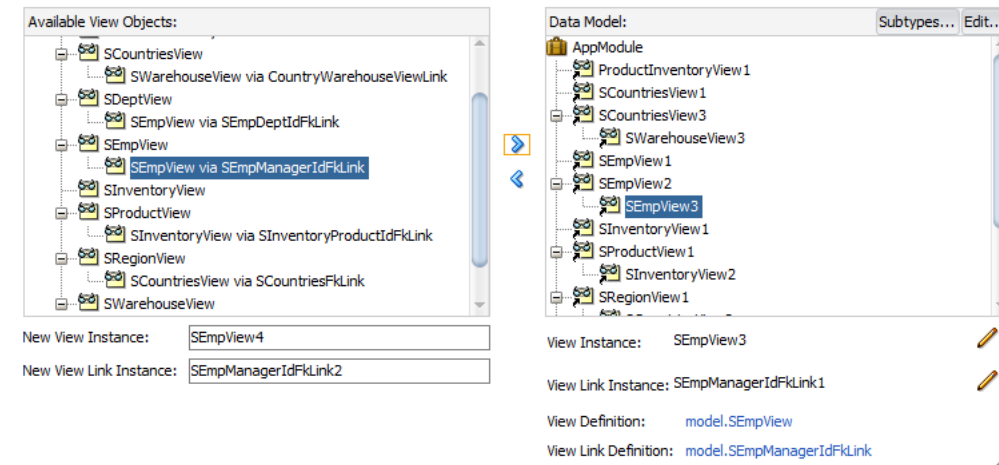 Available View Objects:
SCountriesView
SWarehouseView via CountryWarehouseViewLink
SDeptView
SEmpView via SEmpDeptIdFkLink
SEmpView
SEmpView via SEmpManagerIdFkLink
SInventoryView
SProductView
SInventoryView via SInventoryProductIdFkLink
SRegionView
SCountriesView via SCountriesFkLink
SWarehouseView
New View Instance: SEmpView4
New View Link Instance: SEmpManagerIdFkLink2
Data Model: Subtypes... Edit..
AppModule
ProductInventoryView1
SCountriesView1
SCountriesView3
SWarehouseView3
SEmpView1
SEmpView2
SEmpView3
SInventoryView1
SProductView1
SInventoryView2
SRegionView1
View Instance: SEmpView3
View Link Instance: SEmpManagerIdFkLink1
View Definition: model.SEmpView
View Link Definition: model.SEmpManagerIdFkLink